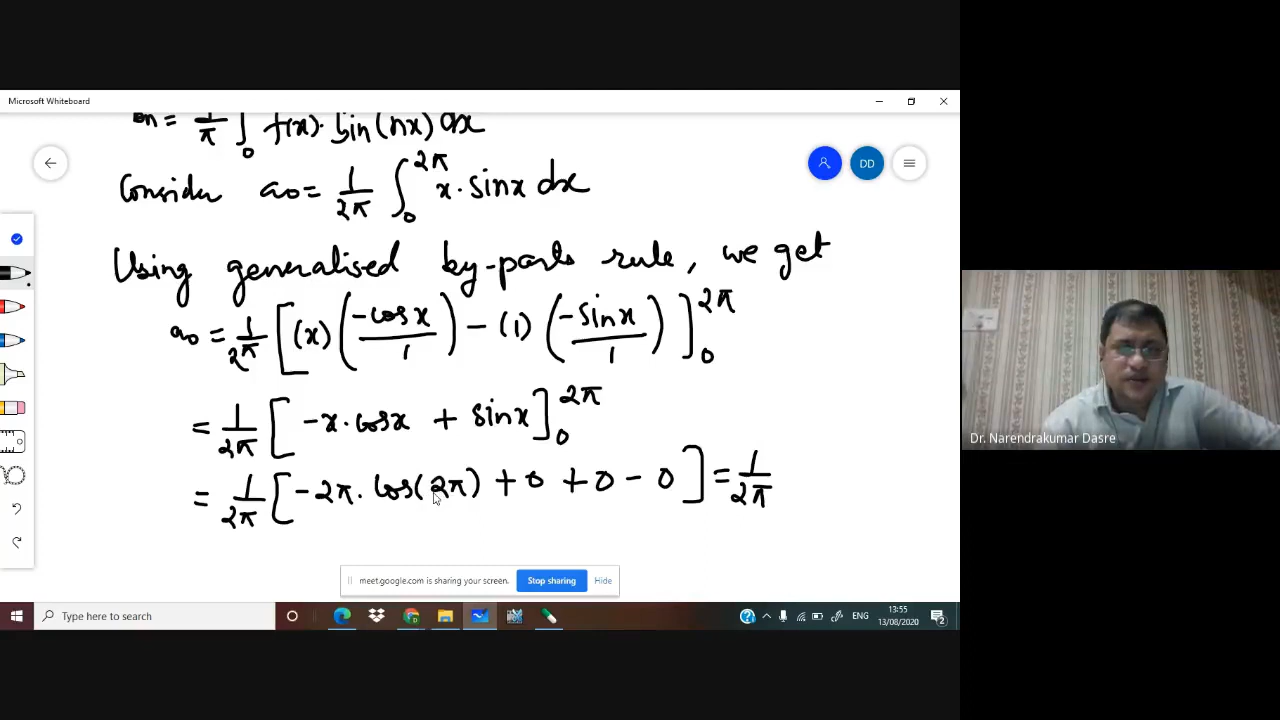 Microsoft Whiteboard
bn = 1/π ∫₀ f(x)· Sin(nx) dx
DD
Consider a₀ = 1/2π ∫₀^2π x · sinx dx
Using generalised by-parts rule, we get
a₀ = 1/2π [ (x) (-cosx/1) - (1) (-sinx/1) ]₀^2π
= 1/2π [ -x · cosx + sinx ]₀^2π
= 1/2π [ -2π · cos(2π) + 0 + 0 - 0 ] = 1/2π
Dr. Narendrakumar Dasre
meet.google.com is sharing your screen. Stop sharing Hide
Type here to search
ENG
13:55
13/08/2020
2